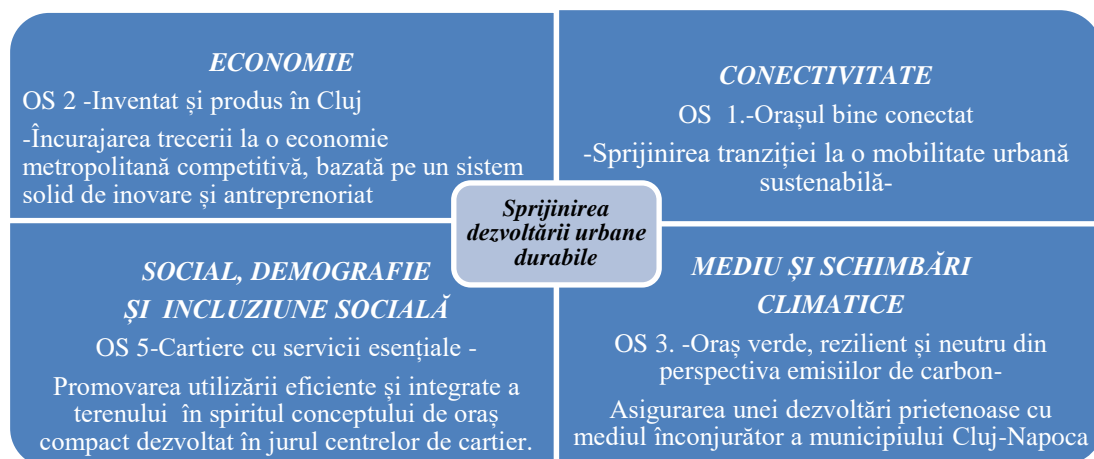 ECONOMIE
OS 2 -Inventat și produs în Cluj
-Încurajarea trecerii la o economie
metropolitană competitivă, bazată pe un sistem
solid de inovare și antreprenoriat
CONECTIVITATE
OS 1.-Orașul bine conectat
-Sprijinirea tranziției la o mobilitate urbană
sustenabilă-
Sprijinirea
dezvoltării urbane
durabile
SOCIAL, DEMOGRAFIE
ȘI INCLUZIUNE SOCIALĂ
OS 5-Cartiere cu servicii esențiale -
Promovarea utilizării eficiente și integrate a
terenului în spiritul conceptului de oraș
compact dezvoltat în jurul centrelor de cartier.
MEDIU ȘI SCHIMBĂRI
CLIMATICE
OS 3. -Oraș verde, rezilient și neutru din
perspectiva emisiilor de carbon-
Asigurarea unei dezvoltări prietenoase cu
mediul înconjurător a municipiului Cluj-Napoca